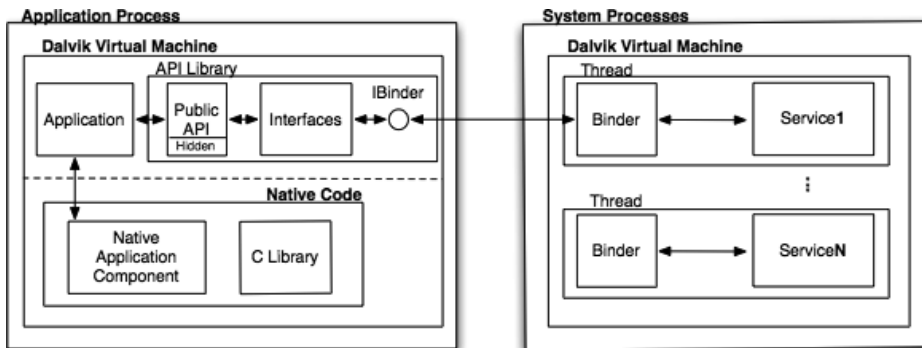 Application Process
Dalvik Virtual Machine
API Library
Application
Public
API
Hidden
Interfaces
IBinder
Native Code
Native
Application
Component
C Library
System Processes
Dalvik Virtual Machine
Thread
Binder
Service1
Thread
Binder
ServiceN